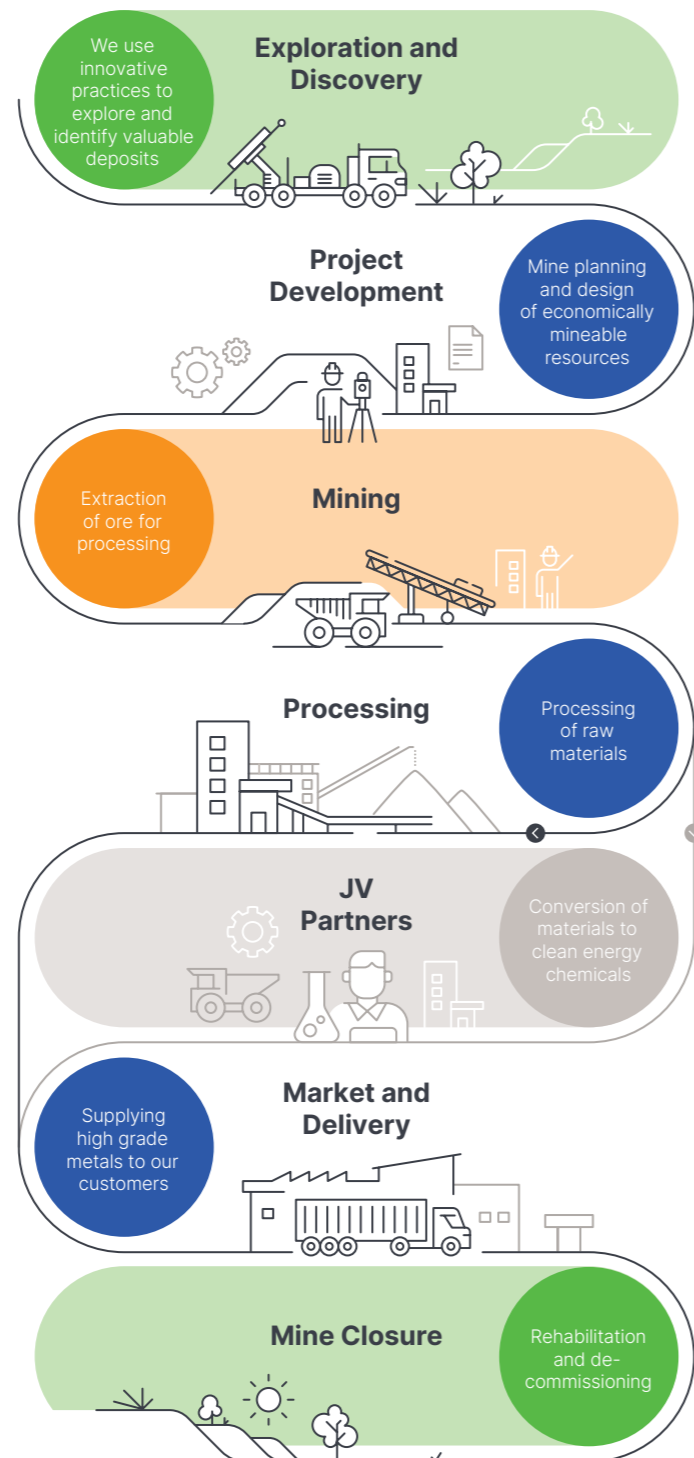 We use
innovative
practices to
explore and
identify valuable
deposits
Exploration and
Discovery
Project
Development
Mine planning
and design
of economically
mineable
resources
Extraction
of ore for
processing
Mining
Processing
Processing
of raw
materials
JV
Partners
Conversion of
materials to
clean energy
chemicals
Supplying
high grade
metals to our
customers
Market and
Delivery
Mine Closure
Rehabilitation
and de-
commissioning